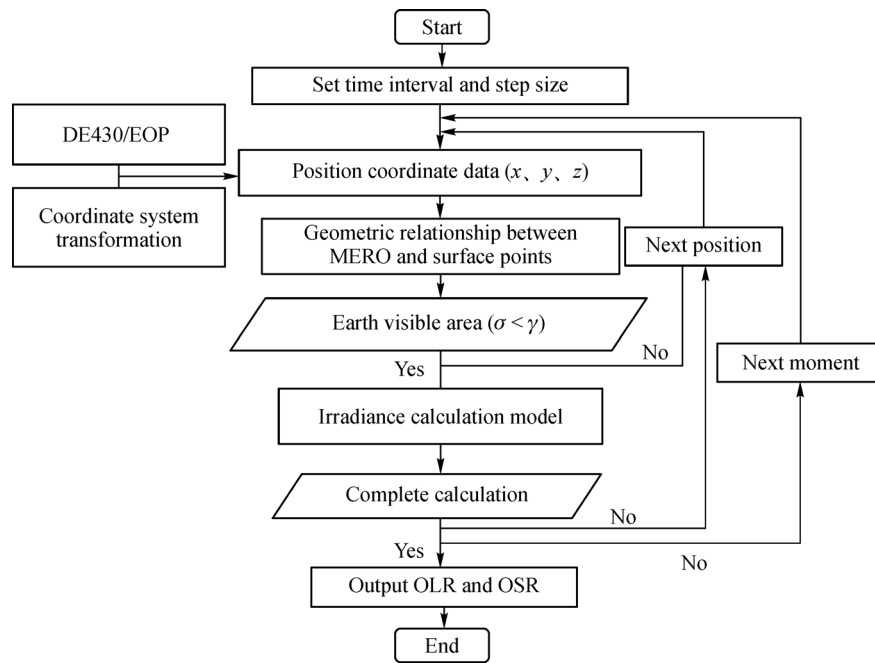 Start
Set time interval and step size
DE430/EOP
Position coordinate data (x、y、z)
Coordinate system
transformation
Geometric relationship between
MERO and surface points
Next position
Earth visible area (σ < γ)
No
Yes
Next moment
Irradiance calculation model
Complete calculation
No
Yes
No
Output OLR and OSR
End